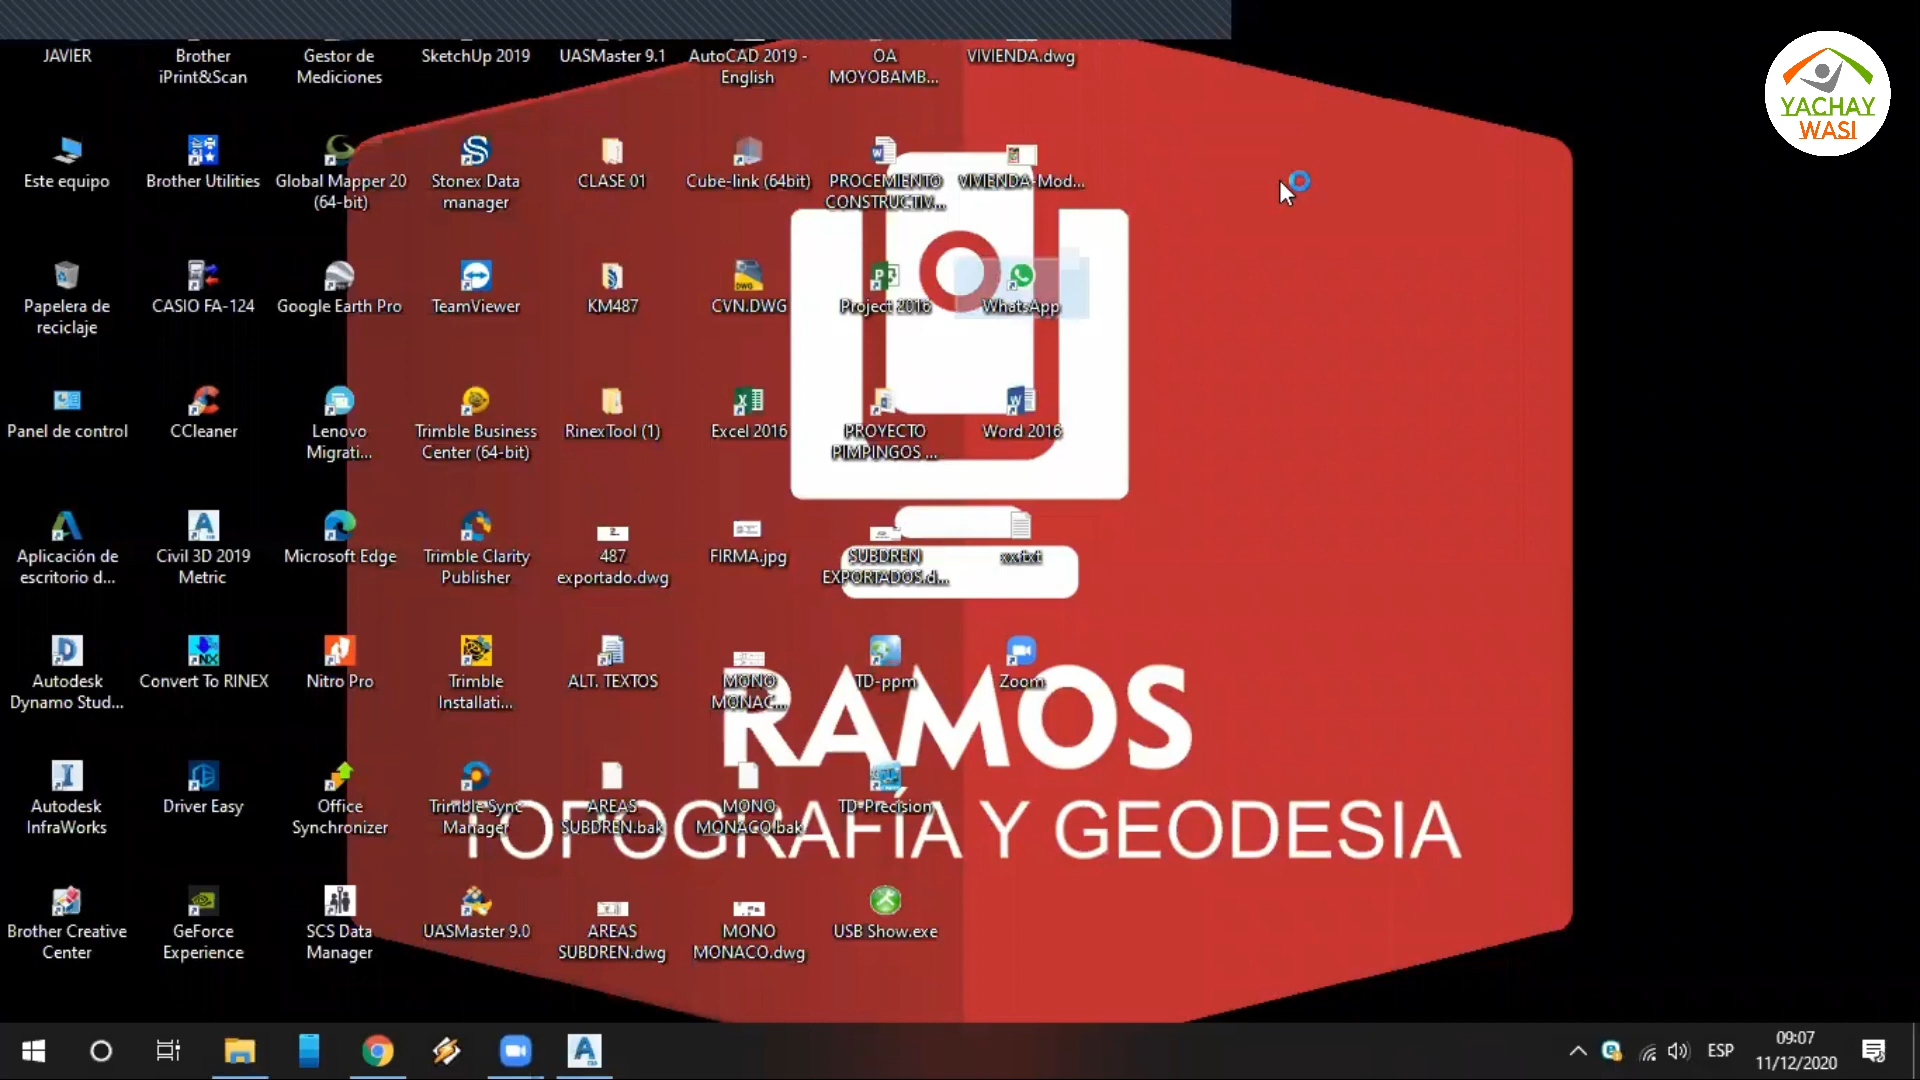 JAVIER
Brother
iPrint&Scan
Gestor de
Mediciones
SketchUp 2019
UASMaster 9.1
AutoCAD 2019 -
English
OA
MOYOBAMB...
VIVIENDA.dwg
YACHAY
WASI
Este equipo
Brother Utilities
Global Mapper 20
(64-bit)
Stonex Data
manager
CLASE 01
Cube-link (64bit)
PROCEMIENTO
CONSTRUCTIV...
VIVIENDA-Mod...
Papelera de
reciclaje
CASIO FA-124
Google Earth Pro
TeamViewer
KM487
CVN.DWG
Project 2016
WhatsApp
Panel de control
CCleaner
Lenovo
Migrati...
Trimble Business
Center (64-bit)
RinexTool (1)
Excel 2016
PROYECTO
PIMPINGOS ...
Word 2016
Aplicación de
escritorio d...
Civil 3D 2019
Metric
Microsoft Edge
Trimble Clarity
Publisher
487
exportado.dwg
FIRMA.jpg
SUBDREN
EXPORTADOS.d...
xx.txt
Autodesk
Dynamo Stud...
Convert To RINEX
Nitro Pro
Trimble
Installati...
ALT. TEXTOS
MONO
MONAC...
TD-ppm
Zoom
RAMOS
Autodesk
InfraWorks
Driver Easy
Office
Synchronizer
Trimble Sync
Manager
AREAS
SUBDREN.bak
MONO
MONACO.bak
TD-Precision
TOPOGRAFÍA Y GEODESIA
Brother Creative
Center
GeForce
Experience
SCS Data
Manager
UASMaster 9.0
AREAS
SUBDREN.dwg
MONO
MONACO.dwg
USB Show.exe
ESP
09:07
11/12/2020